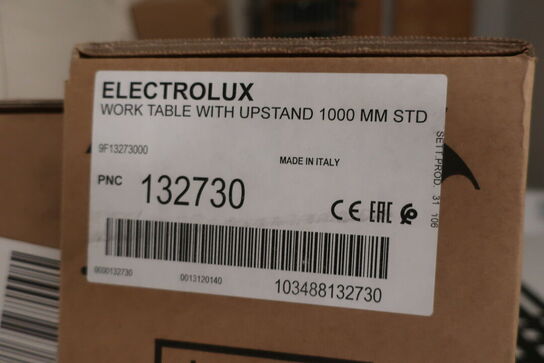 ELECTROLUX
WORK TABLE WITH UPSTAND 1000 MM STD
9F13273000
MADE IN ITALY
PNC 132730
CE EAC
SETT.PROD. 31 106
0000132730 0013120140 103488132730